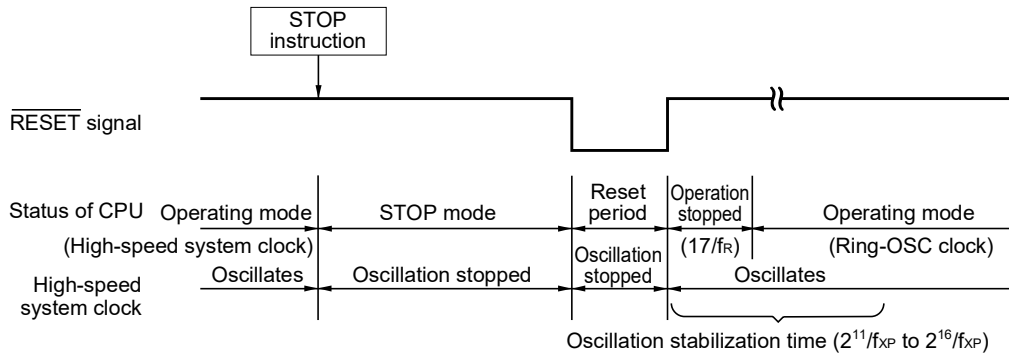 STOP
instruction
RESET signal
Status of CPU
Operating mode
(High-speed system clock)
STOP mode
Reset
period
Operation
stopped
(17/fR)
Operating mode
(Ring-OSC clock)
High-speed
system clock
Oscillates
Oscillation stopped
Oscillation
stopped
Oscillates
Oscillation stabilization time (2^11/fXP to 2^16/fXP)